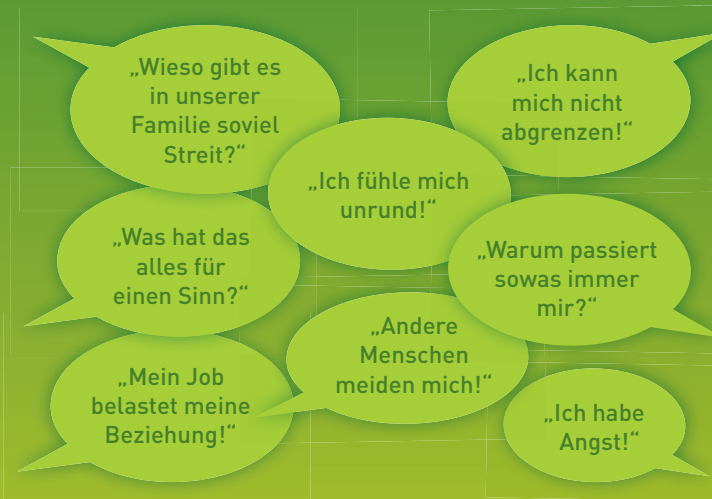 „Wieso gibt es
in unserer
Familie soviel
Streit?“
„Ich kann
mich nicht
abgrenzen!“
„Ich fühle mich
unrund!“
„Was hat das
alles für
einen Sinn?“
„Warum passiert
sowas immer
mir?“
„Andere
Menschen
meiden mich!“
„Mein Job
belastet meine
Beziehung!“
„Ich habe
Angst!“